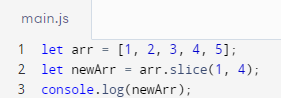 main.js
1 let arr = [1, 2, 3, 4, 5];
2 let newArr = arr.slice(1, 4);
3 console.log(newArr);